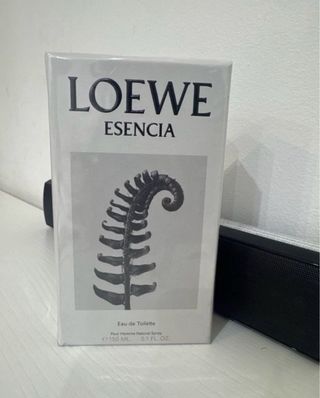 LOEWE
ESENCIA
Eau de Toilette
Pour Homme Natural Spray
℮150 ML. 5.1 FL. OZ.